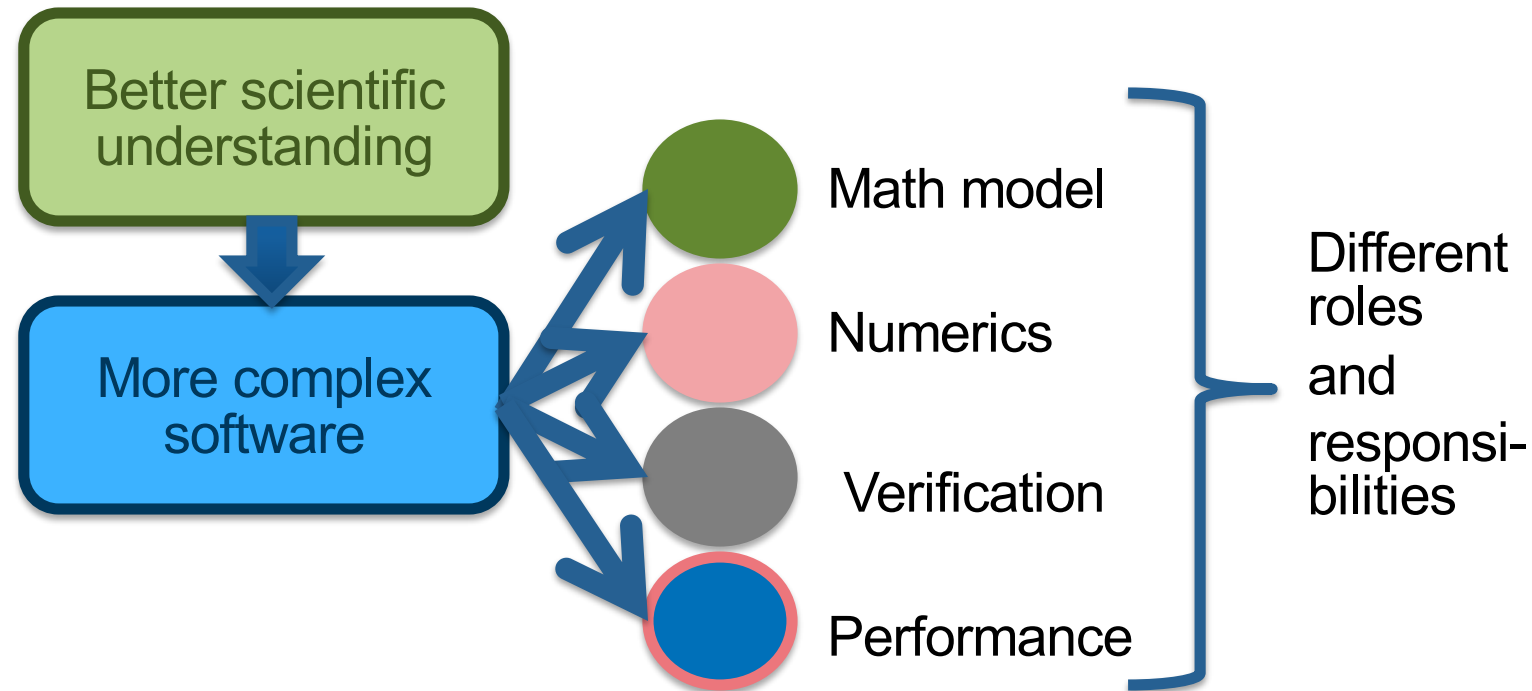 Better scientific
understanding
More complex
software
Math model
Numerics
Verification
Performance
Different
roles
and
responsi-
bilities